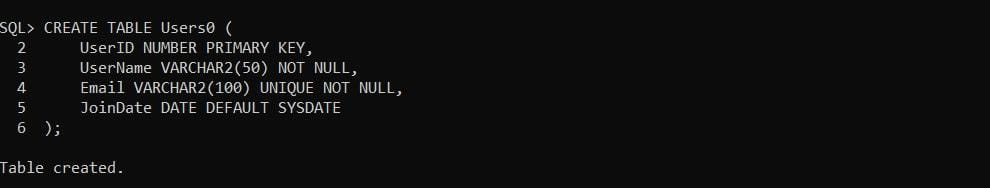 SQL> CREATE TABLE Users0 (
  2      UserID NUMBER PRIMARY KEY,
  3      UserName VARCHAR2(50) NOT NULL,
  4      Email VARCHAR2(100) UNIQUE NOT NULL,
  5      JoinDate DATE DEFAULT SYSDATE
  6  );
Table created.